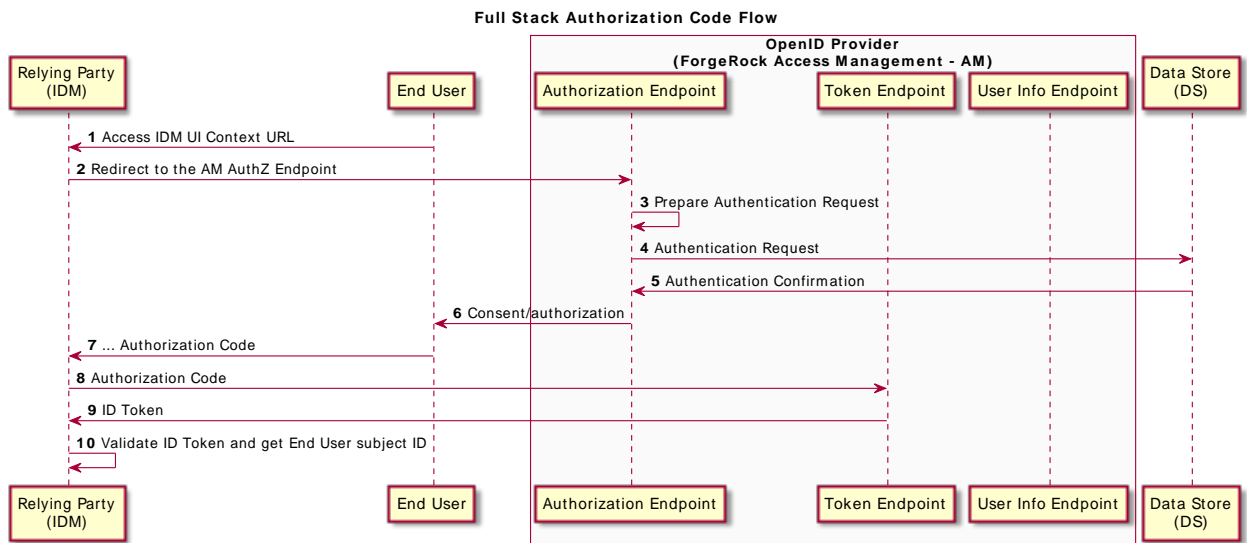 Full Stack Authorization Code Flow
OpenID Provider
(ForgeRock Access Management - AM)
Relying Party
(IDM)
End User
Authorization Endpoint
Token Endpoint
User Info Endpoint
Data Store
(DS)
1 Access IDM UI Context URL
2 Redirect to the AM AuthZ Endpoint
3 Prepare Authentication Request
4 Authentication Request
5 Authentication Confirmation
6 Consent/authorization
7 ... Authorization Code
8 Authorization Code
9 ID Token
10 Validate ID Token and get End User subject ID
Relying Party
(IDM)
End User
Authorization Endpoint
Token Endpoint
User Info Endpoint
Data Store
(DS)